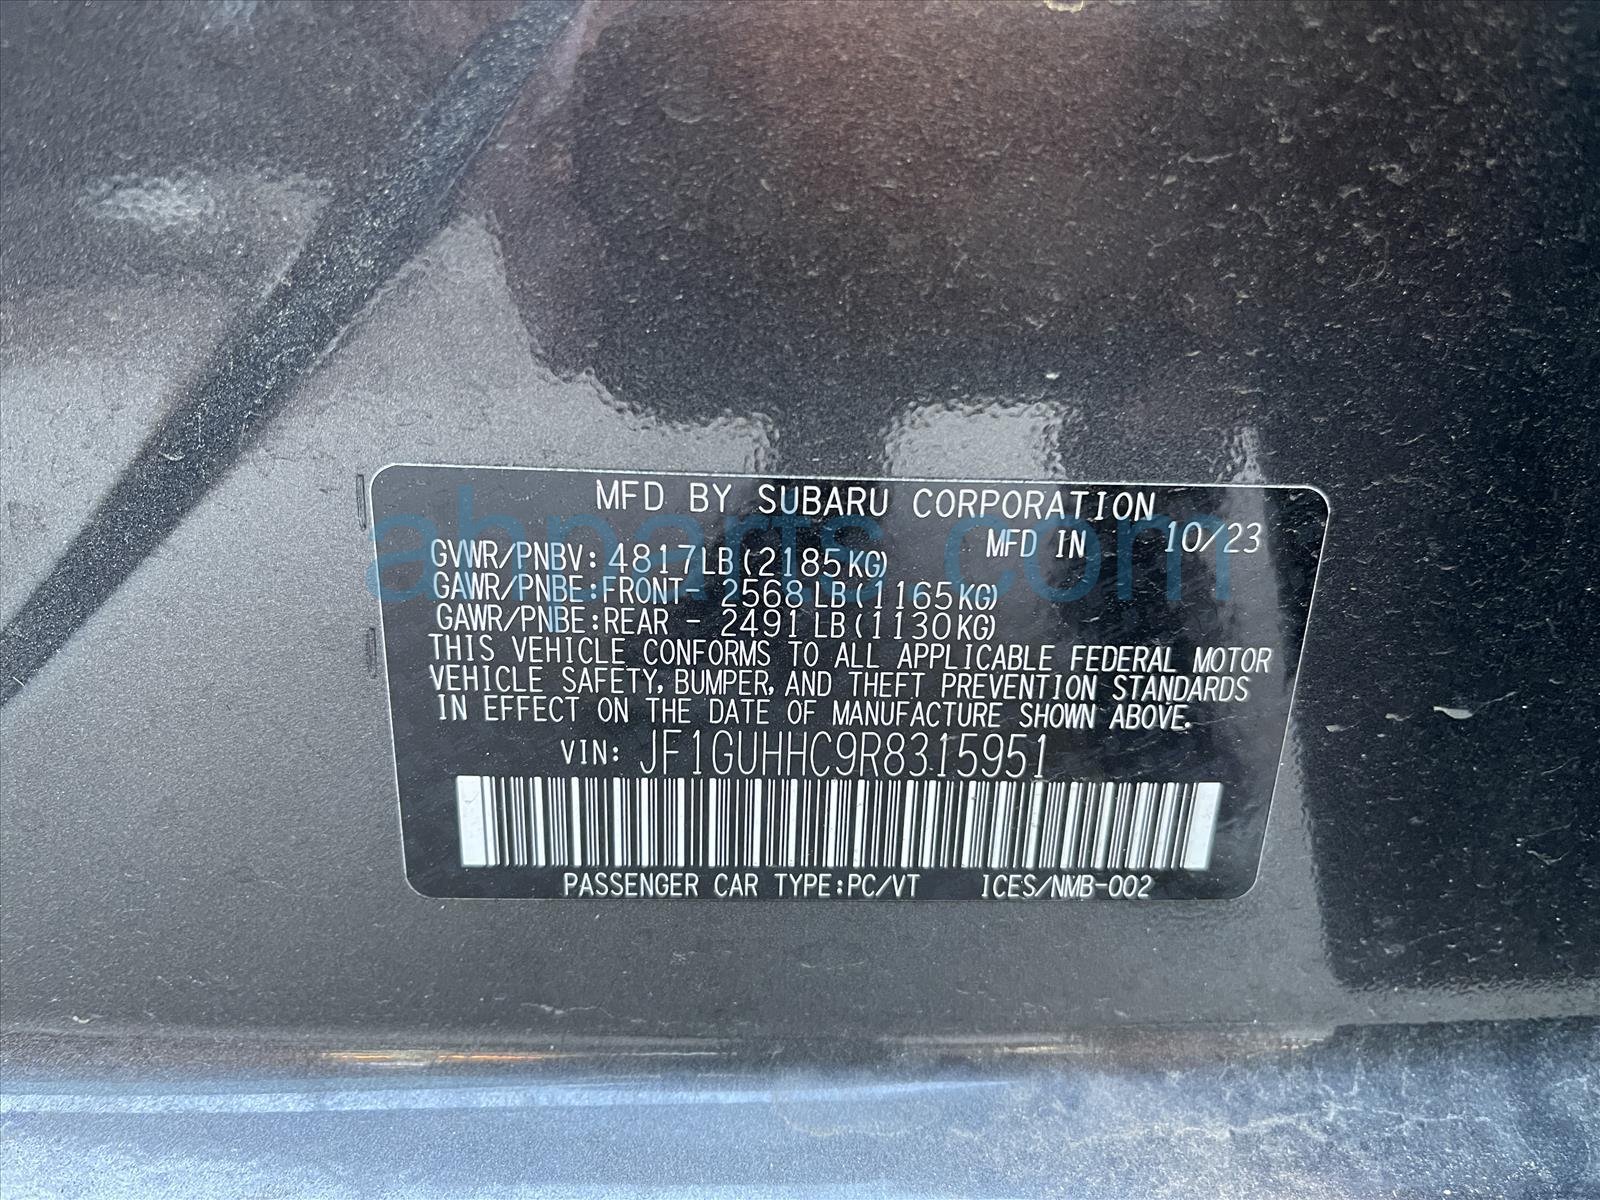 MFD BY SUBARU CORPORATION
MFD IN 10/23
GVWR/PNBV: 4817LB(2185KG)
GAWR/PNBE:FRONT- 2568LB(1165KG)
GAWR/PNBE:REAR - 2491LB(1130KG)
THIS VEHICLE CONFORMS TO ALL APPLICABLE FEDERAL MOTOR
VEHICLE SAFETY, BUMPER, AND THEFT PREVENTION STANDARDS
IN EFFECT ON THE DATE OF MANUFACTURE SHOWN ABOVE.
VIN: JF1GUHHC9R8315951
PASSENGER CAR TYPE:PC/VT ICES/NMB-002
ahparts.com